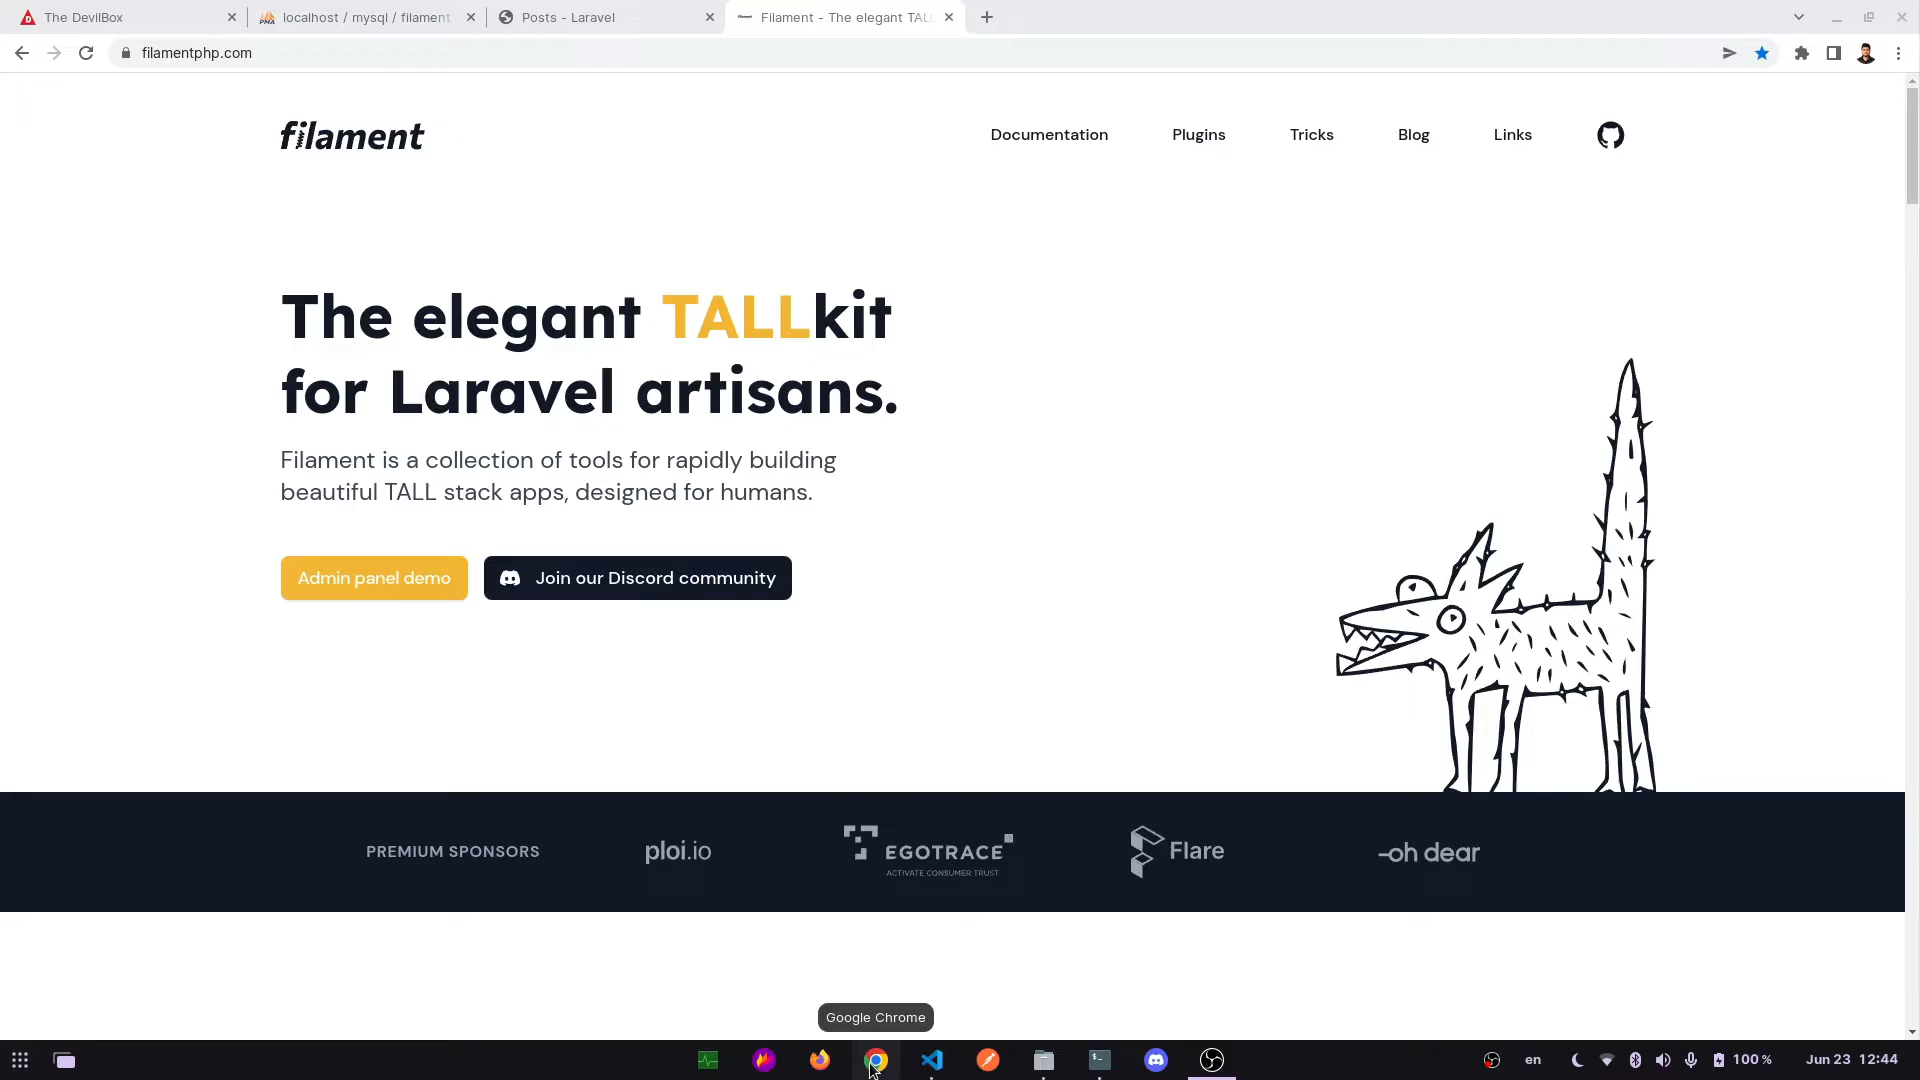 The DevilBox
localhost / mysql / filament
Posts - Laravel
Filament - The elegant TALL
filamentphp.com
filament
Documentation
Plugins
Tricks
Blog
Links
The elegant TALLkit
for Laravel artisans.
Filament is a collection of tools for rapidly building
beautiful TALL stack apps, designed for humans.
Admin panel demo
Join our Discord community
PREMIUM SPONSORS
ploi.io
EGOTRACE
ACTIVATE CONSUMER TRUST
Flare
-oh dear
Google Chrome
en
100 %
Jun 23 12:44